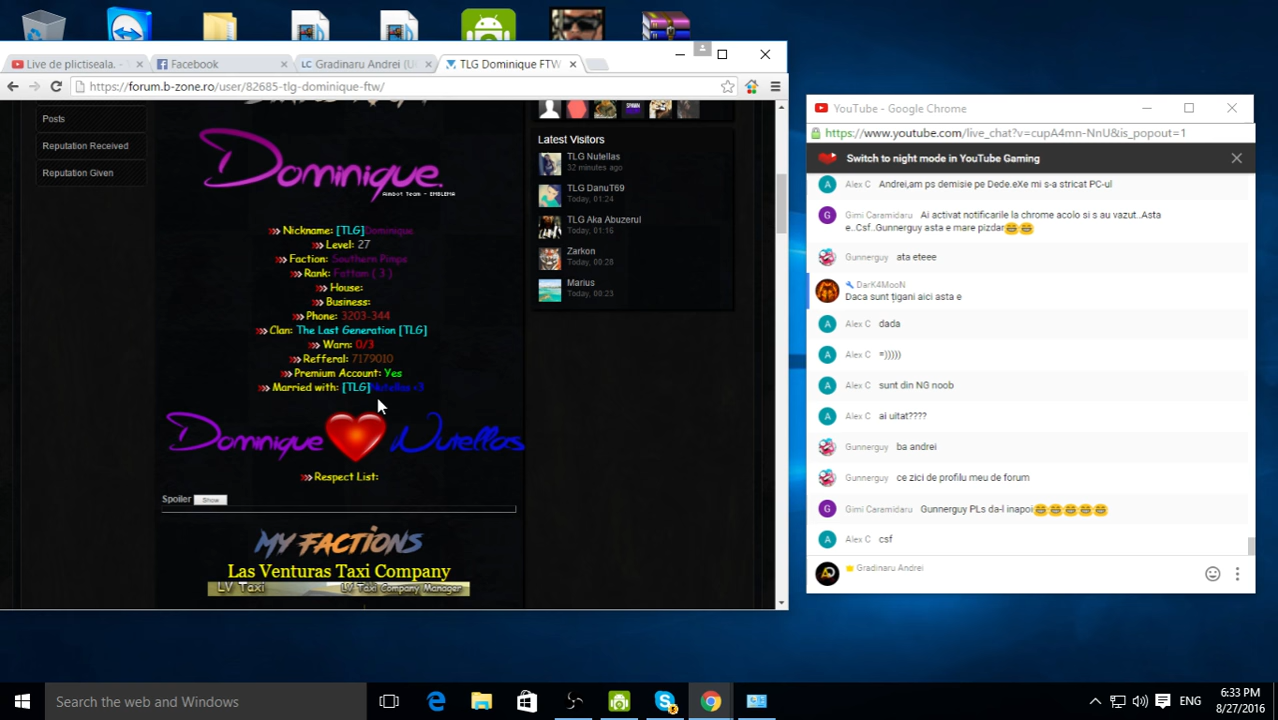 Live de plictiseala. -
Facebook
Gradinaru Andrei (U
TLG Dominique FTW
https://forum.b-zone.ro/user/82685-tlg-dominique-ftw/
Posts
Reputation Received
Reputation Given
Dominique.
Aimbot Team - EMBLEMA
>>> Nickname: [TLG]Dominique
>>> Level: 27
>>> Faction: Southern Pimps
>>> Rank: Fottam ( 3 )
>>> House:
>>> Business:
>>> Phone: 3203-344
>>> Clan: The Last Generation [TLG]
>>> Warn: 0/3
>>> Refferal: 7179010
>>> Premium Account: Yes
>>> Married with: [TLG]Nutellas <3
Dominique Nutellas
>>> Respect List:
Spoiler Show
MY FACTIONS
Las Venturas Taxi Company
LV Taxi LV Taxi Company Manager
Latest Visitors
TLG Nutellas
32 minutes ago
TLG DanuT69
Today, 01:24
TLG Aka Abuzerul
Today, 01:16
Zarkon
Today, 00:28
Marius
Today, 00:23
YouTube - Google Chrome
https://www.youtube.com/live_chat?v=cupA4mn-NnU&is_popout=1
Switch to night mode in YouTube Gaming
A Alex C Andrei,am ps demisie pe Dede.eXe mi s-a stricat PC-ul
G Gimi Caramidaru Ai activat notificarile la chrome acolo si s au vazut..Asta
e..Csf..Gunnerguy asta e mare pizdar😂😂
Gunnerguy ata eteee
DarK4MooN
Daca sunt țigani aici asta e
A Alex C dada
A Alex C =)))))
A Alex C sunt din NG noob
A Alex C ai uitat????
Gunnerguy ba andrei
Gunnerguy ce zici de profilu meu de forum
G Gimi Caramidaru Gunnerguy PLs da-l inapoi😂😂😂😂😂
A Alex C csf
Gradinaru Andrei
Search the web and Windows
ENG
6:33 PM
8/27/2016